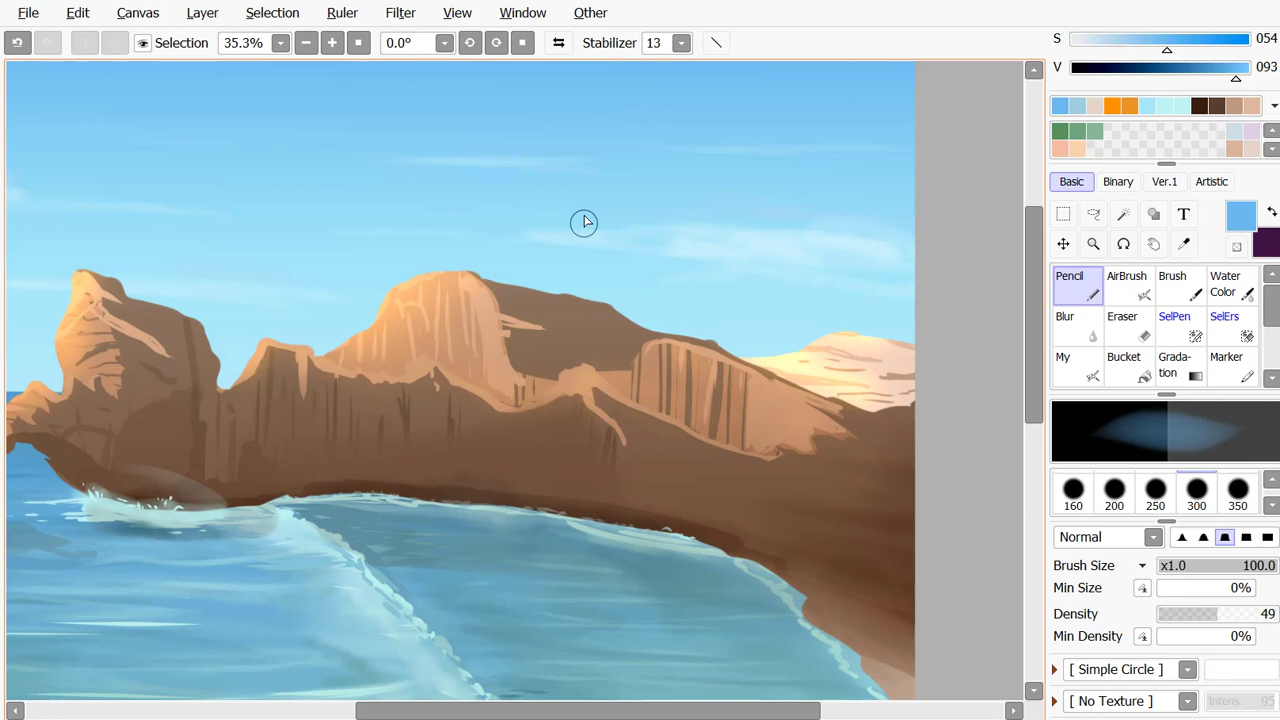 File Edit Canvas Layer Selection Ruler Filter View Window Other
Selection 35.3% 0.0° Stabilizer 13
S 054
V 093
Basic Binary Ver.1 Artistic
T
Pencil AirBrush Brush Water Color
Blur Eraser SelPen SelErs
My Bucket Grada-tion Marker
160 200 250 300 350
Normal
Brush Size x1.0 100.0
Min Size 0%
Density 49
Min Density 0%
[ Simple Circle ]
[ No Texture ] Intens. 95